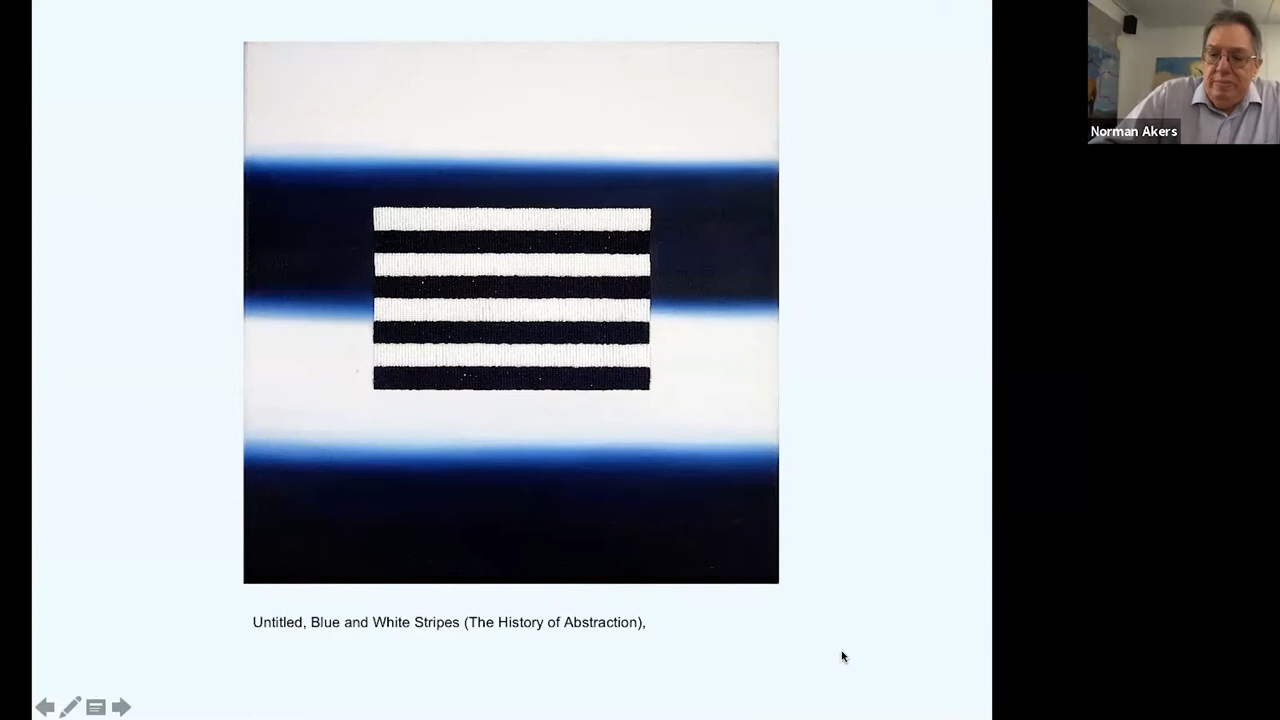 Norman Akers
Untitled, Blue and White Stripes (The History of Abstraction),